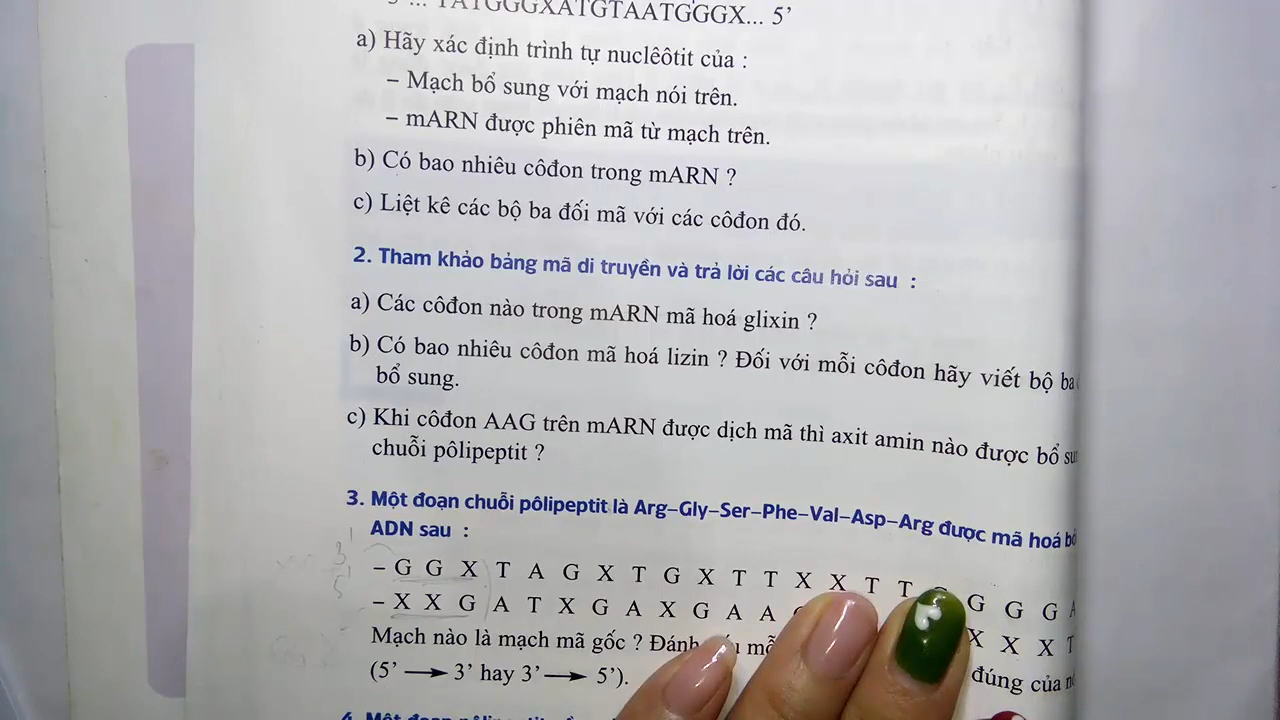 ... TATGGGXATGTAATGGGX... 5’
a) Hãy xác định trình tự nuclêôtit của :
– Mạch bổ sung với mạch nói trên.
– mARN được phiên mã từ mạch trên.
b) Có bao nhiêu côđon trong mARN ?
c) Liệt kê các bộ ba đối mã với các côđon đó.
2. Tham khảo bảng mã di truyền và trả lời các câu hỏi sau :
a) Các côđon nào trong mARN mã hoá glixin ?
b) Có bao nhiêu côđon mã hoá lizin ? Đối với mỗi côđon hãy viết bộ ba
bổ sung.
c) Khi côđon AAG trên mARN được dịch mã thì axit amin nào được bổ
chuỗi pôlipeptit ?
3. Một đoạn chuỗi pôlipeptit là Arg–Gly–Ser–Phe–Val–Asp–Arg được mã hoá
ADN sau :
– G G X T A G X T G X T T X X T T G G G A
– X X G A T X G A X G A A X X X T
Mạch nào là mạch mã gốc ? Đánh đúng của
(5’ → 3’ hay 3’ → 5’).